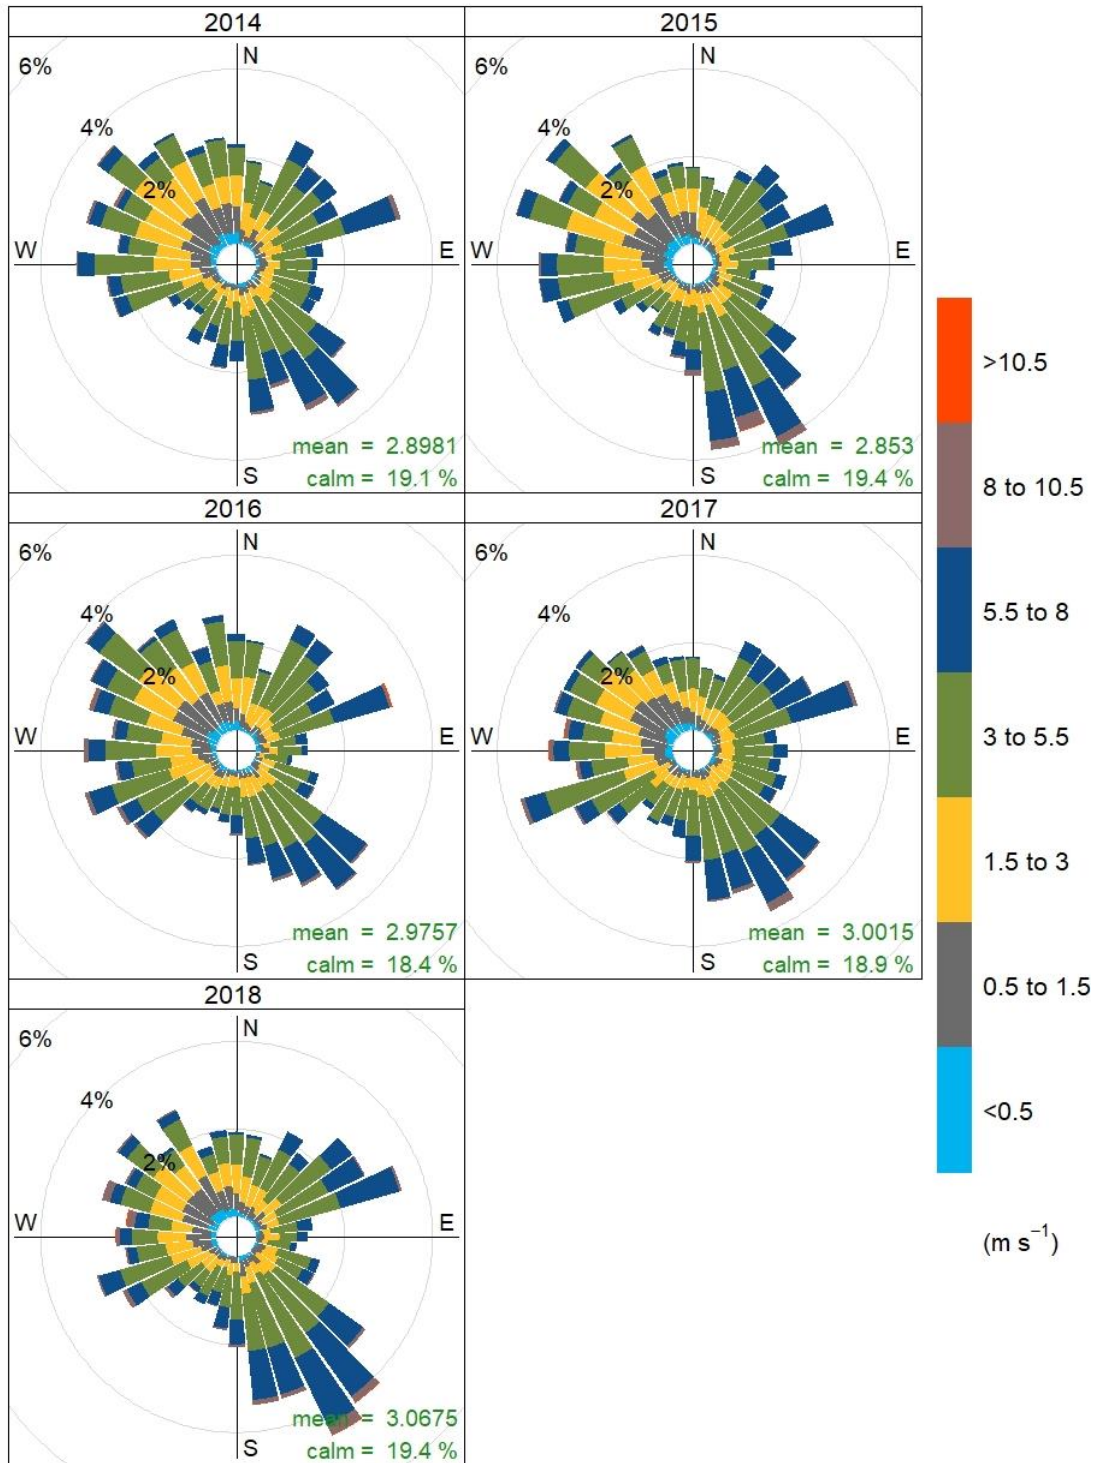 2014
6%
N
4%
2%
W
E
mean = 2.8981
S
calm = 19.1 %
2015
6%
N
4%
2%
W
E
mean = 2.853
S
calm = 19.4 %
2016
6%
N
4%
2%
W
E
mean = 2.9757
S
calm = 18.4 %
2017
6%
N
4%
2%
W
E
mean = 3.0015
S
calm = 18.9 %
2018
6%
N
4%
2%
W
E
mean = 3.0675
S
calm = 19.4 %
>10.5
8 to 10.5
5.5 to 8
3 to 5.5
1.5 to 3
0.5 to 1.5
<0.5
(m s⁻¹)